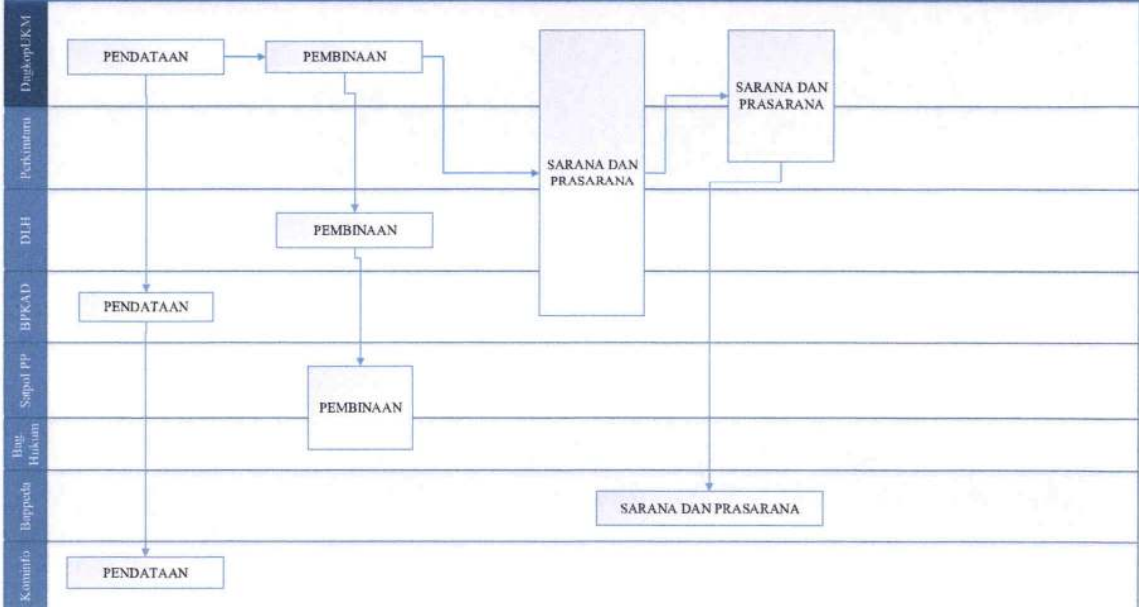 DagkopUKM
PENDATAAN
PEMBINAAN
SARANA DAN
PRASARANA
Perkimtaru
SARANA DAN
PRASARANA
DLH
PEMBINAAN
BPKAD
PENDATAAN
Satpol PP
PEMBINAAN
Bag.
Hukum
Bappeda
SARANA DAN PRASARANA
Kominfo
PENDATAAN